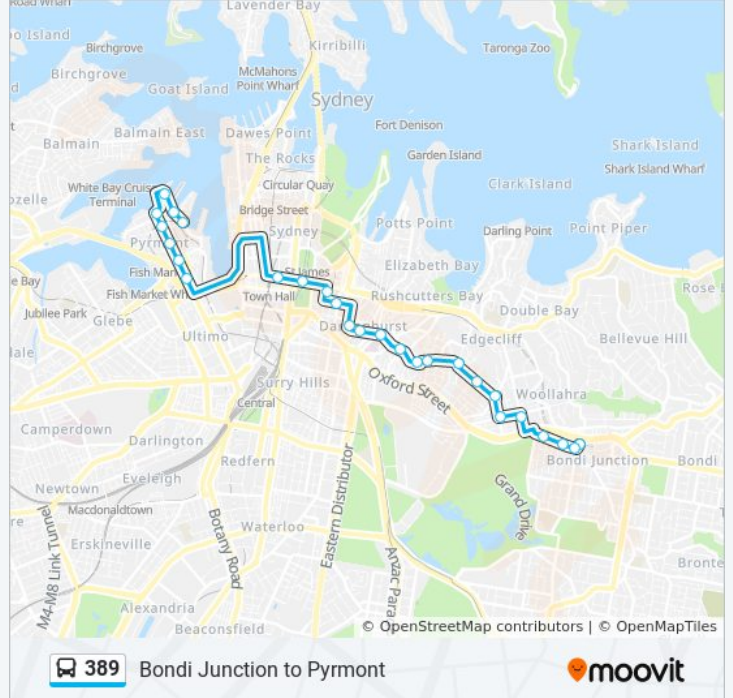 Road Wharf
Lavender Bay
Birchgrove
Kirribilli
Taronga Zoo
Birchgrove
McMahons
Point Wharf
Goat Island
Sydney
Balmain East
Dawes Point
Fort Denison
Balmain
The Rocks
Garden Island
Shark Island
Shark Island Wharf
White Bay Cruise
Terminal
Circular Quay
Clark Island
Bridge Street
Potts Point
Sydney
Darling Point
Point Piper
Pyrmont
Elizabeth Bay
St James
Fish Market Wh
Town Hall
Rushcutters Bay
Double Bay
Jubilee Park
Glebe
Ultimo
Edgecliff
Bellevue Hill
Surry Hills
Oxford Street
Woollahra
Central
Camperdown
Darlington
Redfern
Bondi Junction
Bondi
Eveleigh
Newtown
Macdonaldtown
Grand Drive
Eastern Distributor
Waterloo
Erskineville
Botany Road
M4-M8 Link Tunnel
Anzac Para
Bronte
Alexandria
Beaconsfield
© OpenStreetMap contributors | © OpenMapTiles
389 Bondi Junction to Pyrmont
moovit